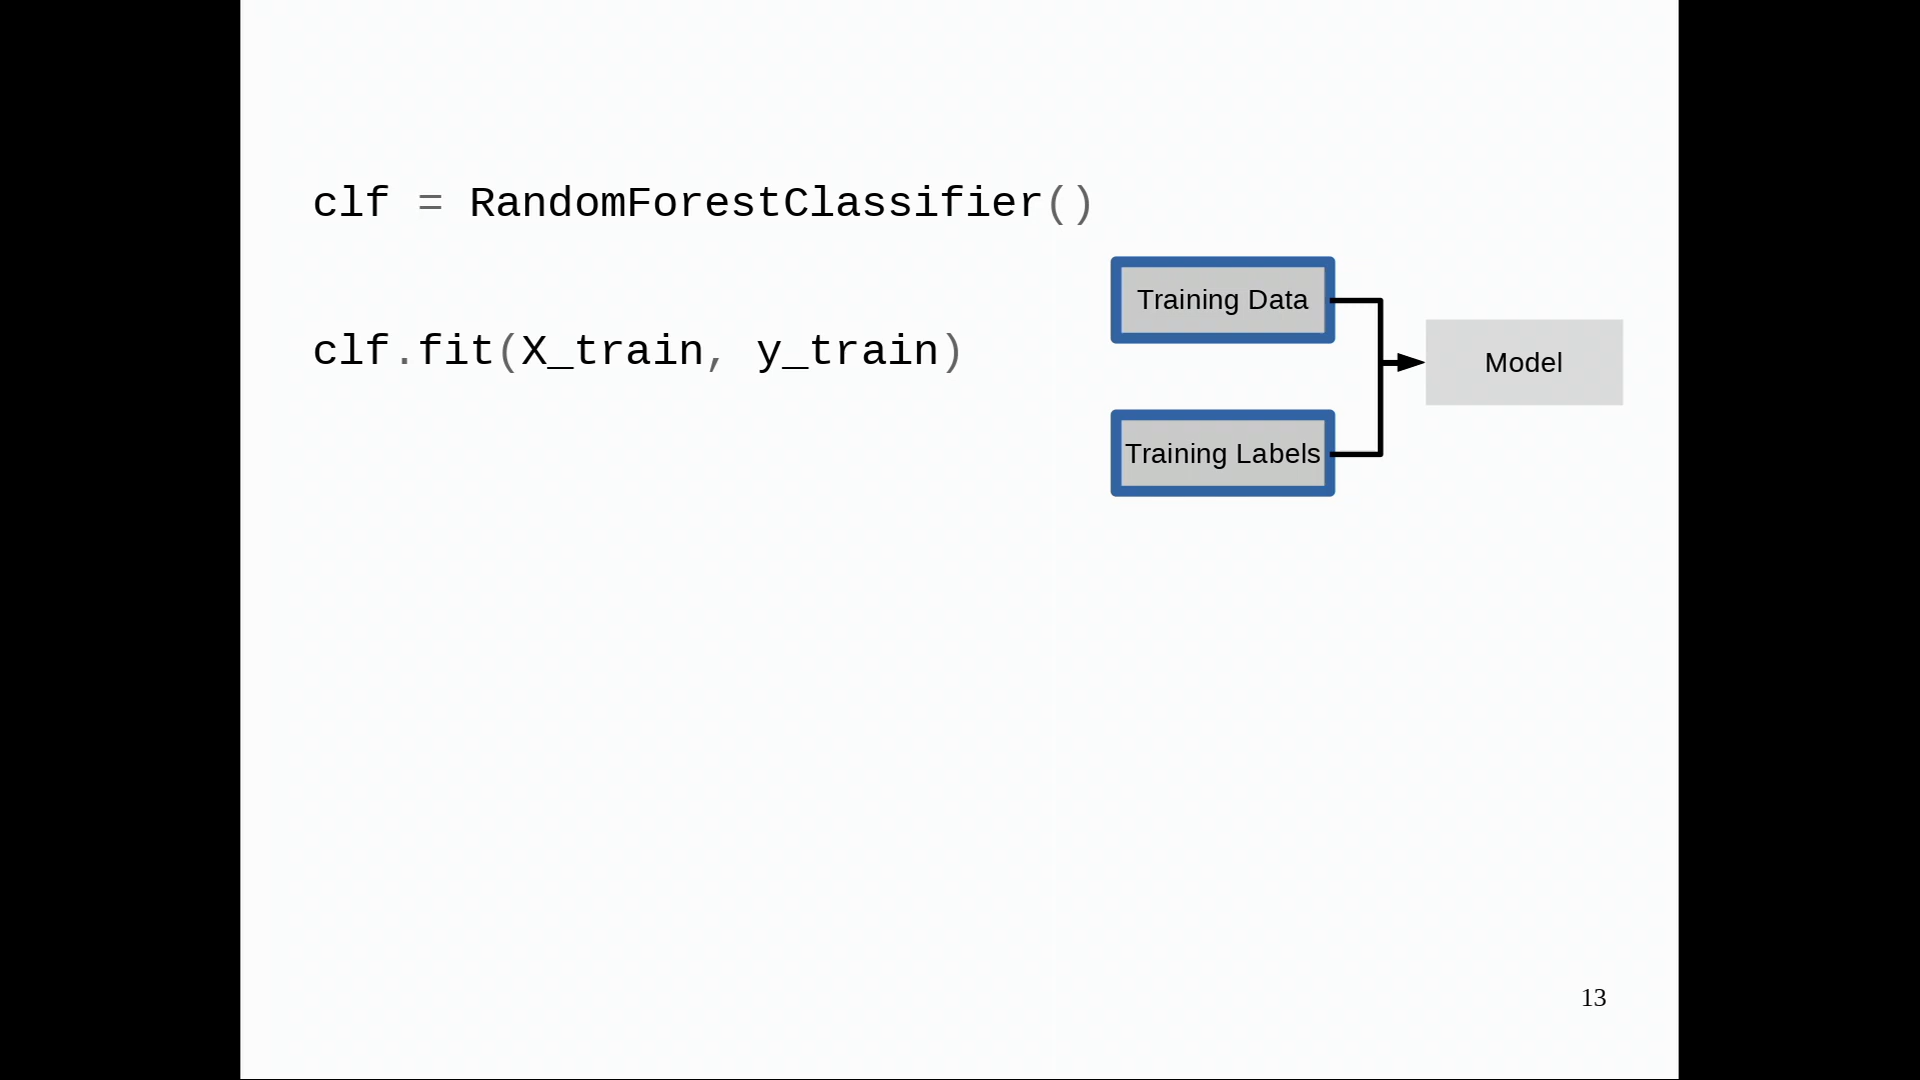 clf = RandomForestClassifier()
clf.fit(X_train, y_train)
Training Data
Model
Training Labels
13